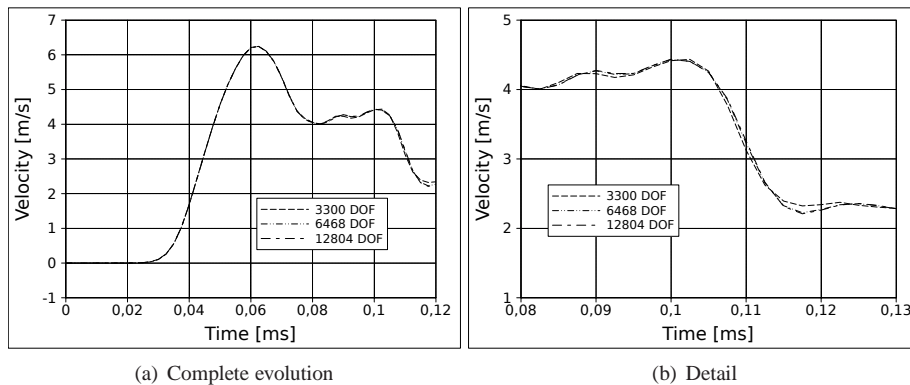 7
6
5
4
3
2
1
0
-1
Velocity [m/s]
3300 DOF
6468 DOF
12804 DOF
0 0,02 0,04 0,06 0,08 0,1 0,12
Time [ms]
(a) Complete evolution
5
4
3
2
1
Velocity [m/s]
3300 DOF
6468 DOF
12804 DOF
0,08 0,09 0,1 0,11 0,12 0,13
Time [ms]
(b) Detail